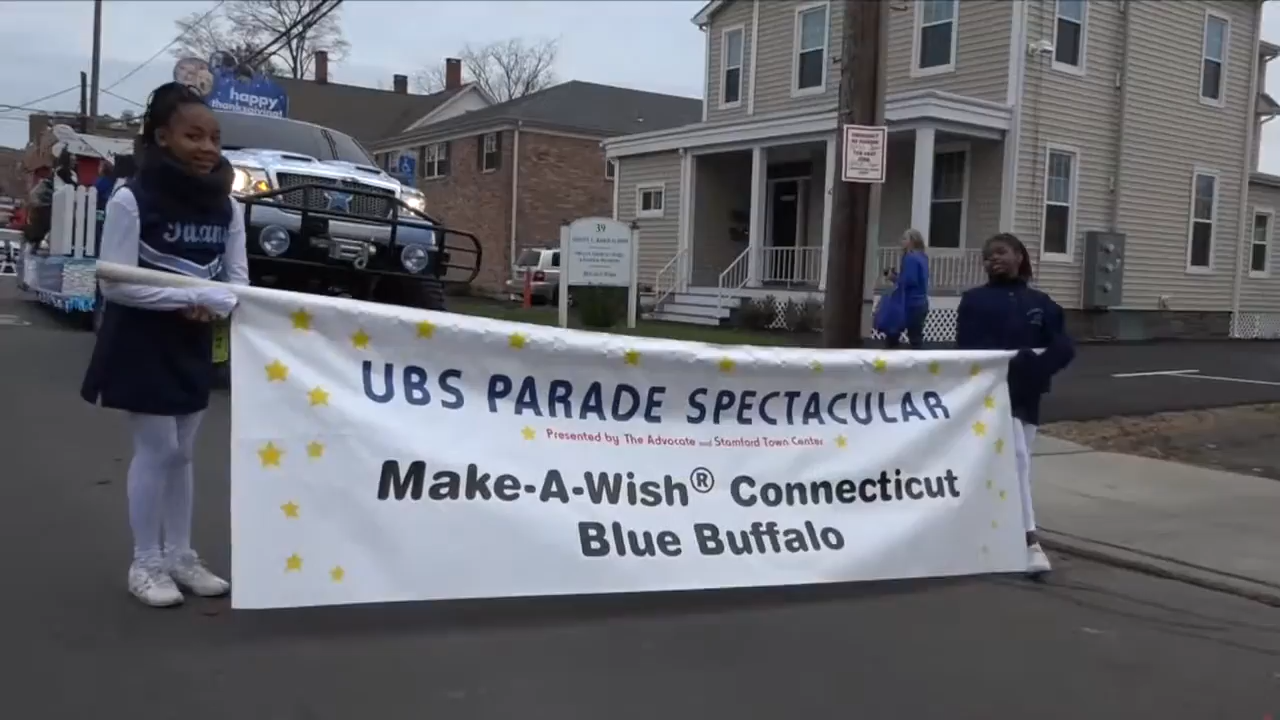 happy
thanksgiving!
39
UBS PARADE SPECTACULAR
Presented by The Advocate and Stamford Town Center
Make-A-Wish® Connecticut
Blue Buffalo